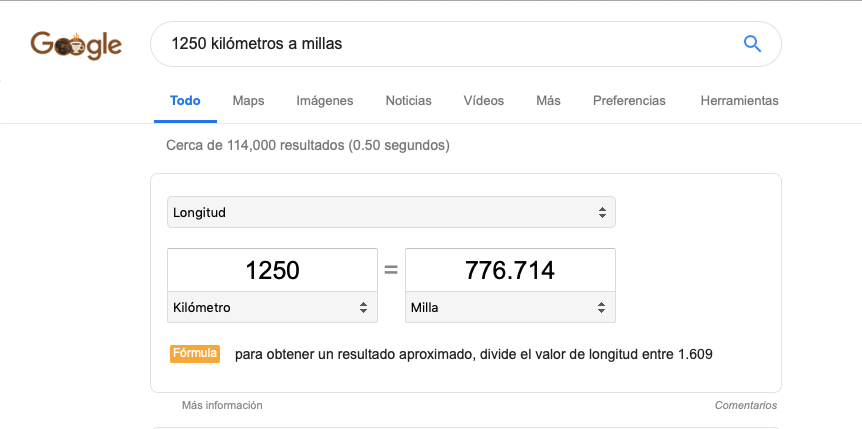 Google
1250 kilómetros a millas
Todo Maps Imágenes Noticias Vídeos Más Preferencias Herramientas
Cerca de 114,000 resultados (0.50 segundos)
Longitud
1250 = 776.714
Kilómetro Milla
Fórmula para obtener un resultado aproximado, divide el valor de longitud entre 1.609
Más información Comentarios